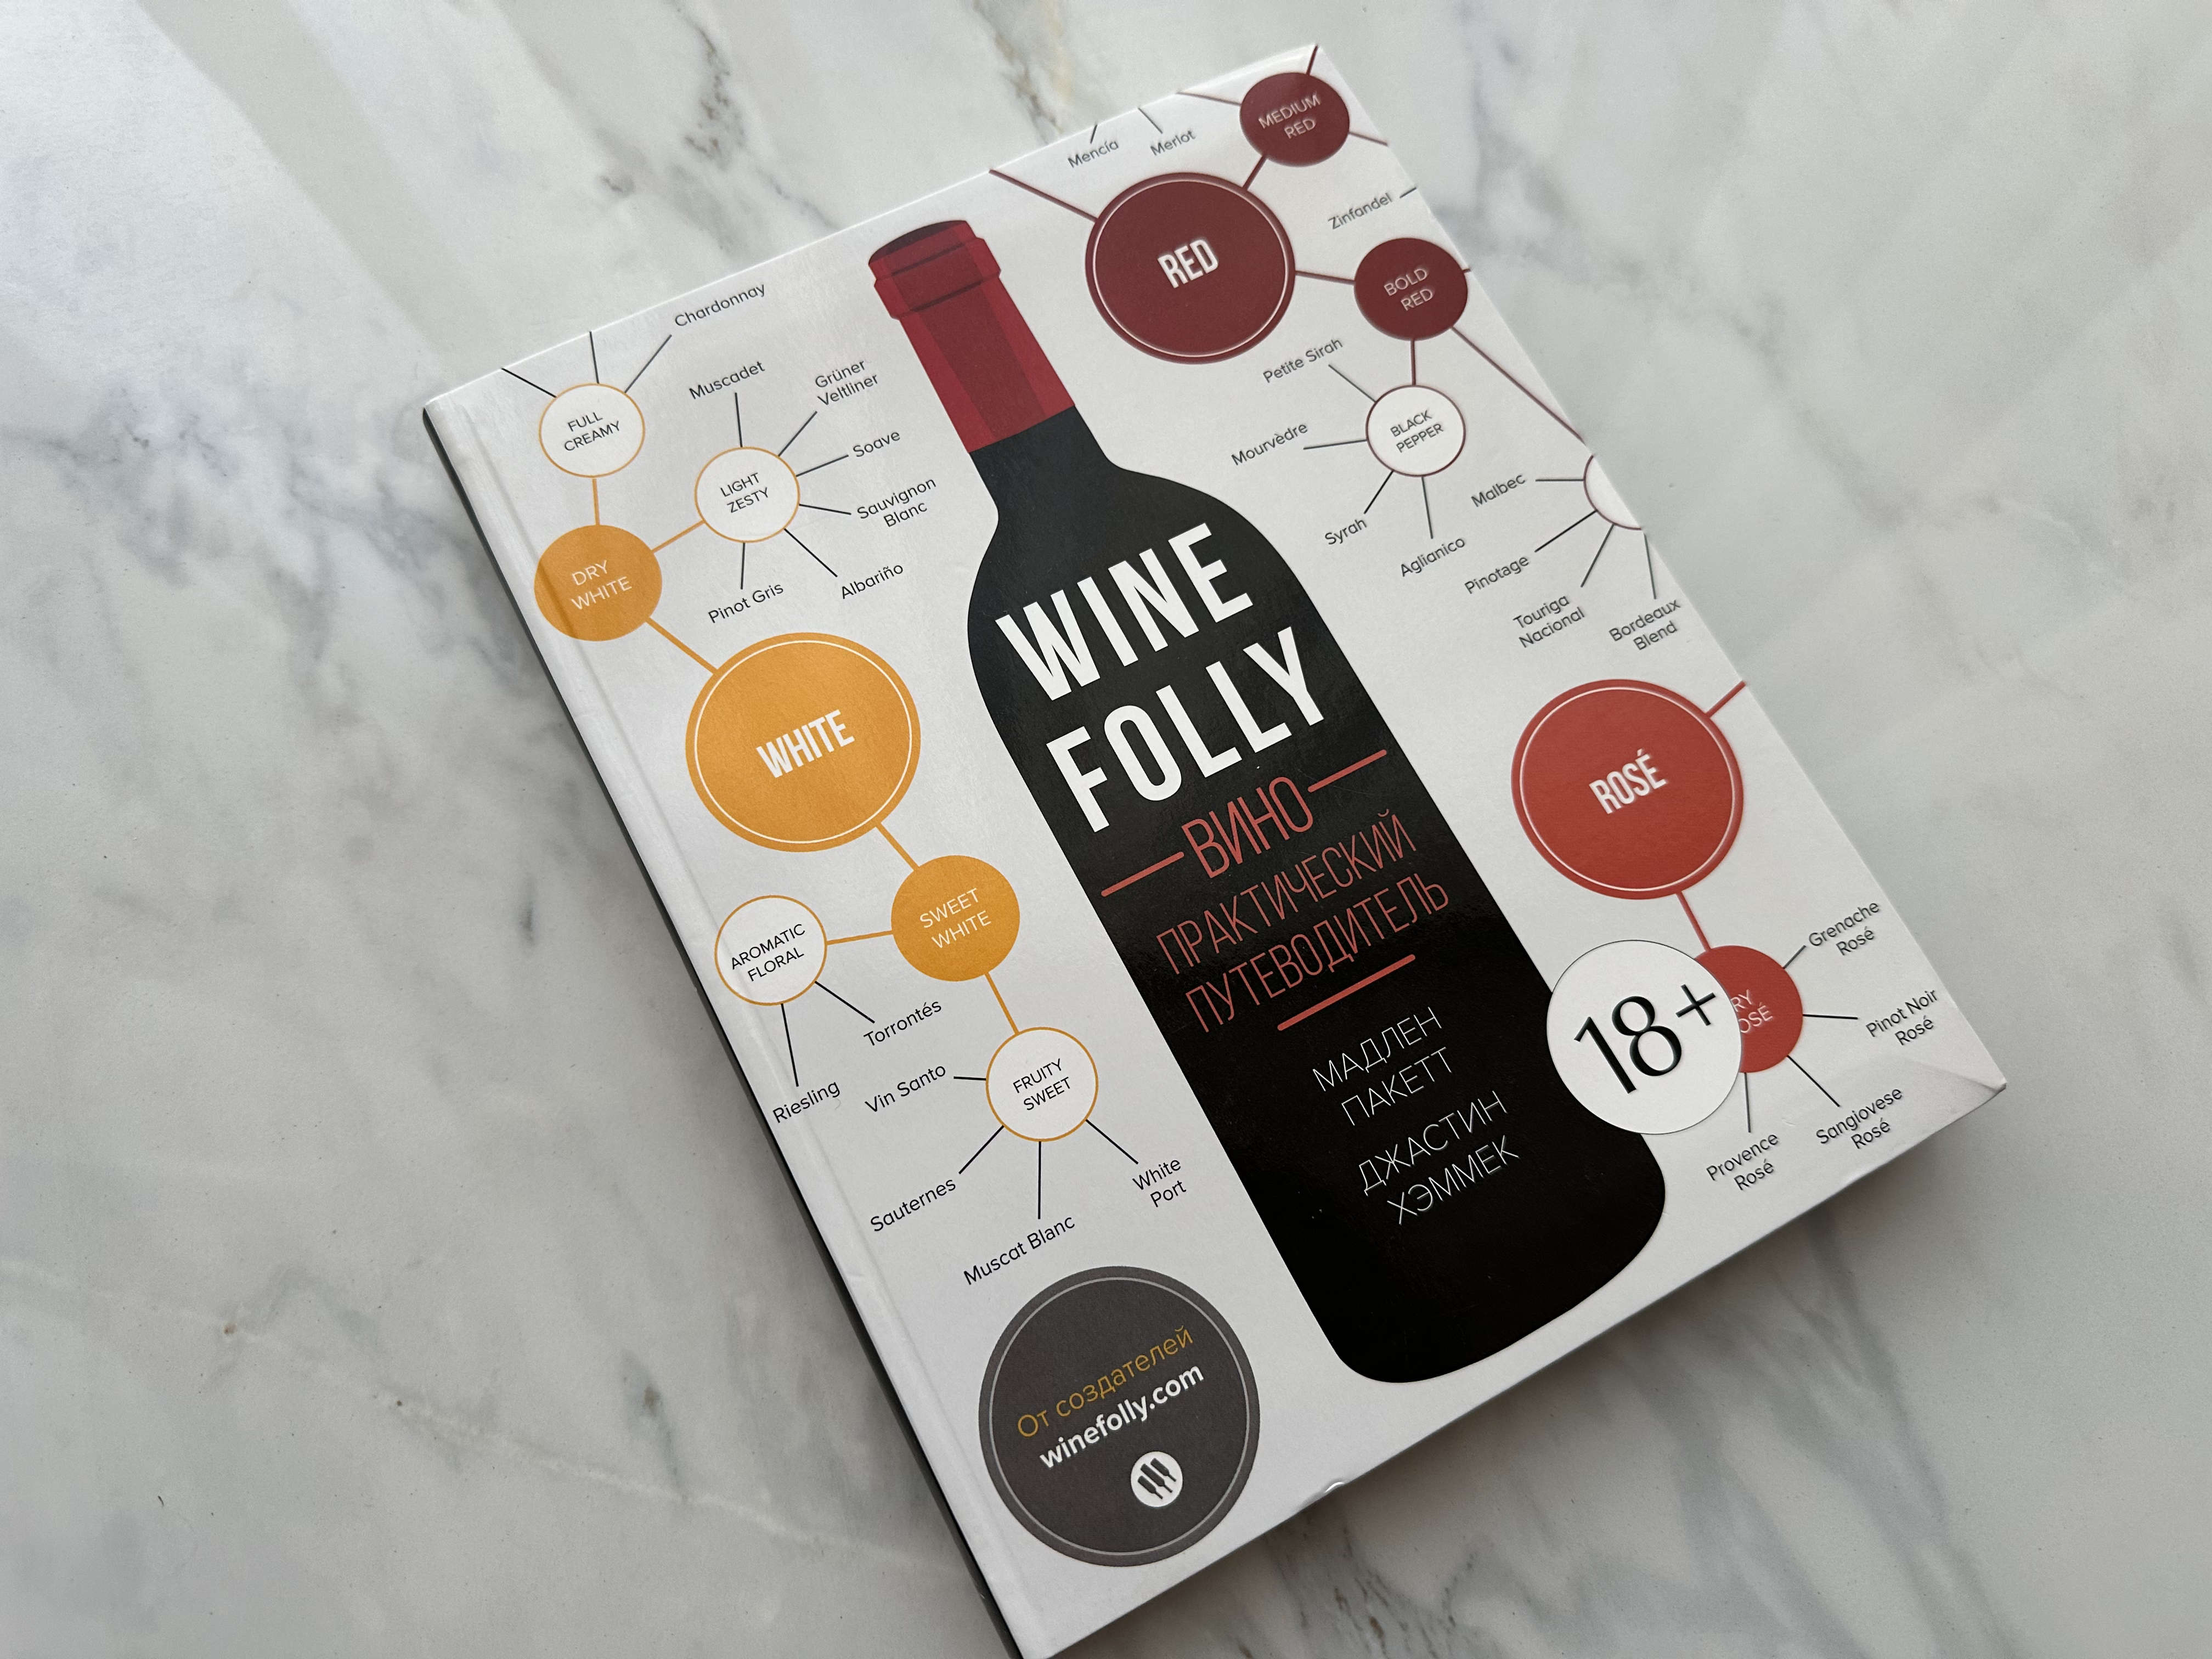 Mencía
Merlot
MEDIUM
RED
RED
Zinfandel
BOLD
RED
Chardonnay
FULL
CREAMY
Muscadet
Grüner
Veltliner
Soave
LIGHT
ZESTY
Sauvignon
Blanc
Albariño
Pinot Gris
DRY
WHITE
WHITE
SWEET
WHITE
AROMATIC
FLORAL
Torrontés
Riesling
FRUITY
SWEET
Vin Santo
Sauternes
Muscat Blanc
White
Port
Petite Sirah
BLACK
PEPPER
Mourvèdre
Syrah
Aglianico
Malbec
Pinotage
Touriga
Nacional
Bordeaux
Blend
WINE
FOLLY
ВИНО
ПРАКТИЧЕСКИЙ
ПУТЕВОДИТЕЛЬ
МАДЛЕН
ПАКЕТТ
ДЖАСТИН
ХЭММЕК
ROSÉ
18+
RY
OSÉ
Grenache
Rosé
Pinot Noir
Rosé
Sangiovese
Rosé
Provence
Rosé
От создателей
winefolly.com